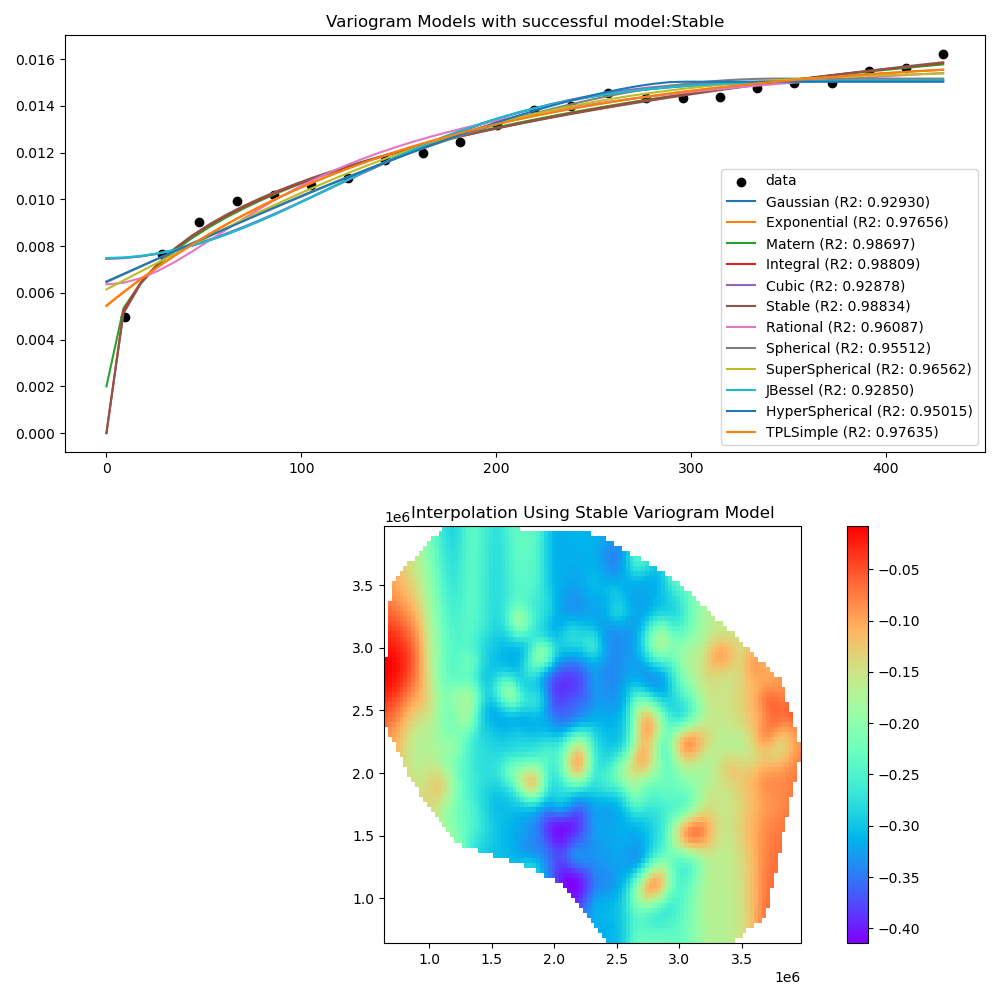 Variogram Models with successful model:Stable
0.016
0.014
0.012
0.010
0.008
0.006
0.004
0.002
0.000
0 100 200 300 400
data
Gaussian (R2: 0.92930)
Exponential (R2: 0.97656)
Matern (R2: 0.98697)
Integral (R2: 0.98809)
Cubic (R2: 0.92878)
Stable (R2: 0.98834)
Rational (R2: 0.96087)
Spherical (R2: 0.95512)
SuperSpherical (R2: 0.96562)
JBessel (R2: 0.92850)
HyperSpherical (R2: 0.95015)
TPLSimple (R2: 0.97635)
Interpolation Using Stable Variogram Model
1e6
3.5
3.0
2.5
2.0
1.5
1.0
1.0 1.5 2.0 2.5 3.0 3.5
1e6
−0.05
−0.10
−0.15
−0.20
−0.25
−0.30
−0.35
−0.40